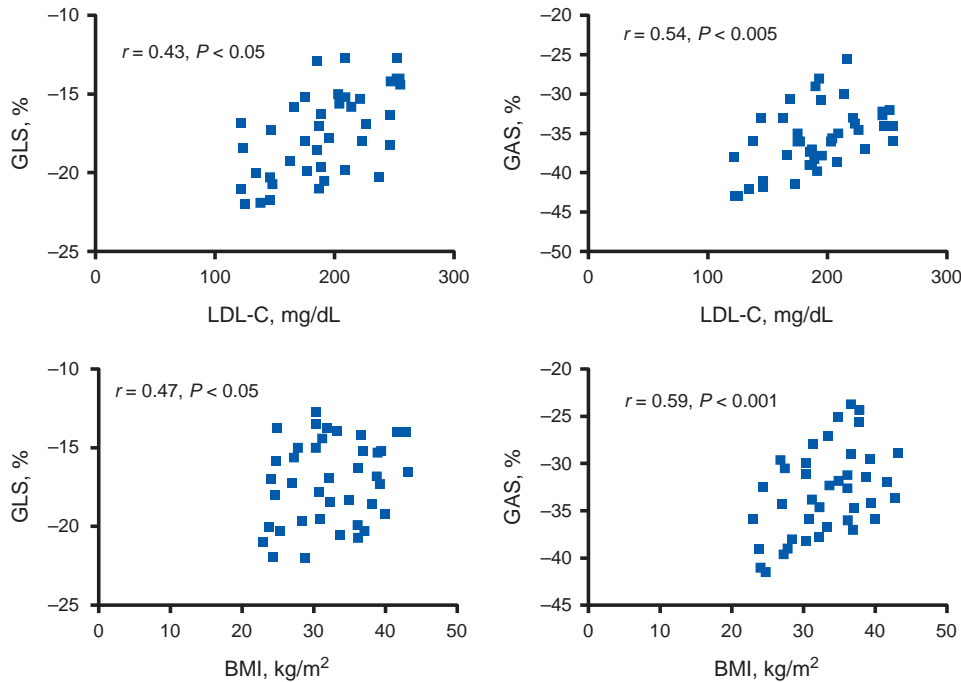 −10
r = 0.43, P < 0.05
−15
GLS, %
−20
−25
0 100 200 300
LDL-C, mg/dL
−20
r = 0.54, P < 0.005
−25
−30
GAS, %
−35
−40
−45
−50
0 100 200 300
LDL-C, mg/dL
−10
r = 0.47, P < 0.05
−15
GLS, %
−20
−25
0 10 20 30 40 50
BMI, kg/m²
−20
r = 0.59, P < 0.001
−25
−30
GAS, %
−35
−40
−45
0 10 20 30 40 50
BMI, kg/m²